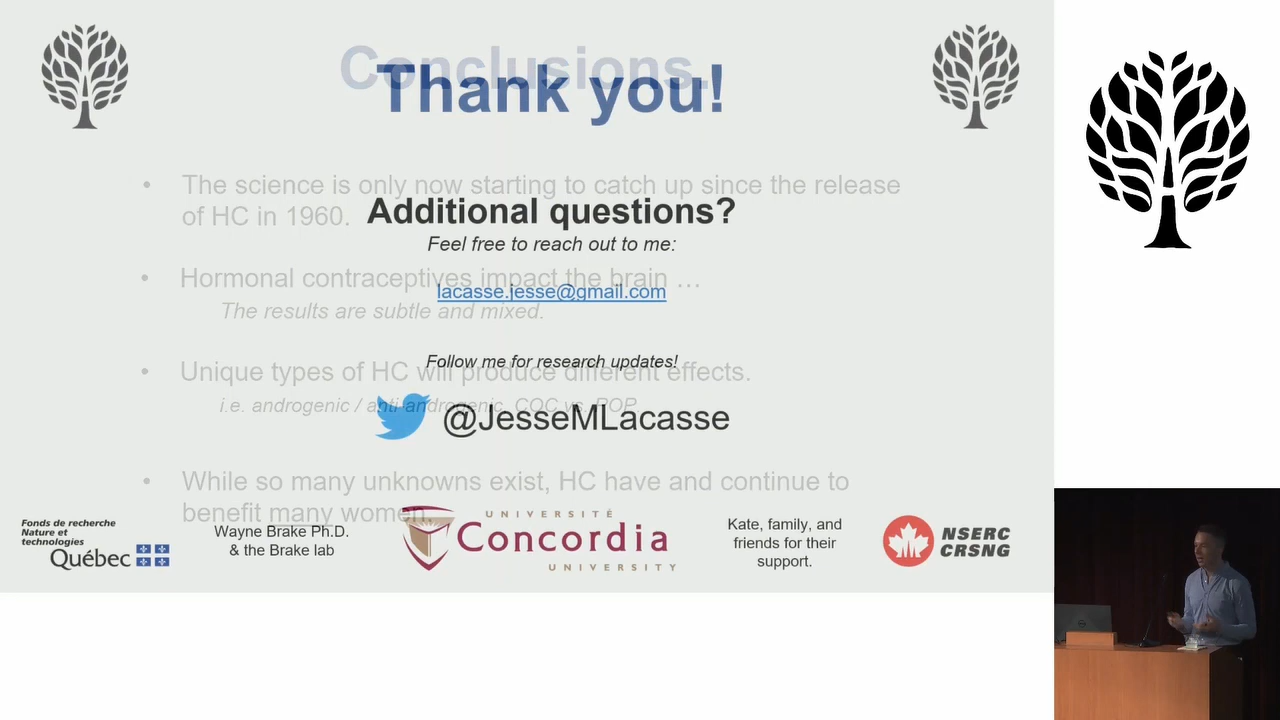 Conclusions.
Thank you!
The science is only now starting to catch up since the release
of HC in 1960.
Additional questions?
Feel free to reach out to me:
Hormonal contraceptives impact the brain …
lacasse.jesse@gmail.com
The results are subtle and mixed.
Follow me for research updates!
Unique types of HC will produce different effects.
i.e. androgenic / anti-androgenic, COC vs. POP.
@JesseMLacasse
While so many unknowns exist, HC have and continue to
benefit many women.
Fonds de recherche
Nature et
technologies
Québec
Wayne Brake Ph.D.
& the Brake lab
UNIVERSITÉ
Concordia
UNIVERSITY
Kate, family, and
friends for their
support.
NSERC
CRSNG